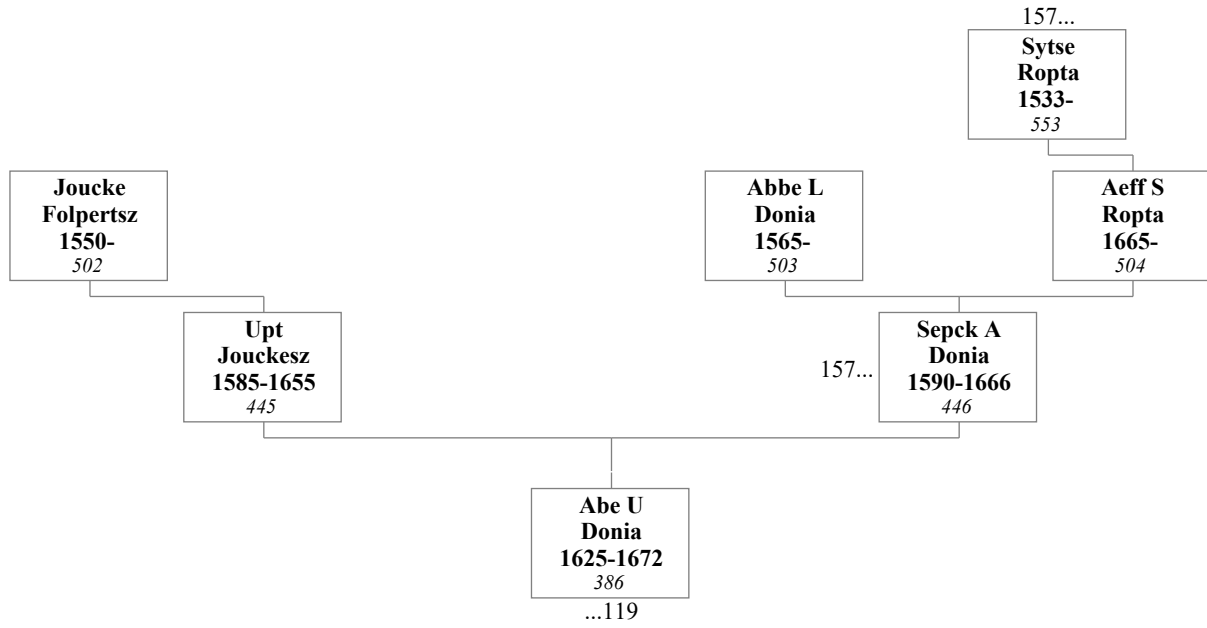 157...
Sytse
Ropta
1533-
553
Joucke
Folpertsz
1550-
502
Abbe L
Donia
1565-
503
Aeff S
Ropta
1665-
504
Upt
Jouckesz
1585-1655
445
157...
Sepck A
Donia
1590-1666
446
Abe U
Donia
1625-1672
386
...119